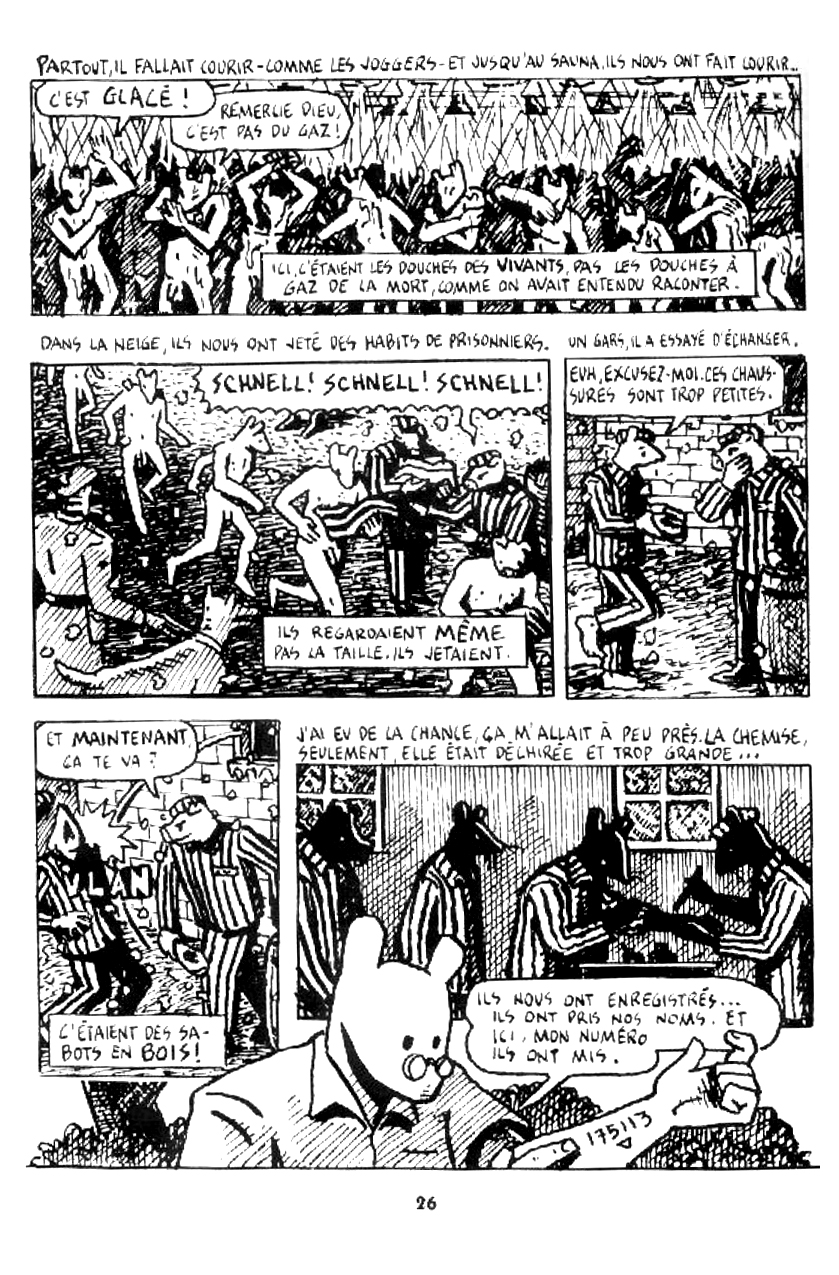 PARTOUT, IL FALLAIT COURIR - COMME LES JOGGERS - ET JUSQU'AU SAUNA, ILS NOUS ONT FAIT COURIR...
C'EST GLACÉ !
REMERCIE DIEU,
C'EST PAS DU GAZ !
ICI, C'ÉTAIENT LES DOUCHES DES VIVANTS, PAS LES DOUCHES À
GAZ DE LA MORT, COMME ON AVAIT ENTENDU RACONTER.
DANS LA NEIGE, ILS NOUS ONT JETÉ DES HABITS DE PRISONNIERS.
SCHNELL! SCHNELL! SCHNELL!
ILS REGARDAIENT MÊME
PAS LA TAILLE. ILS JETAIENT.
UN GARS, IL A ESSAYÉ D'ÉCHANGER.
EUH, EXCUSEZ-MOI. CES CHAUS-
SURES SONT TROP PETITES.
ET MAINTENANT,
ÇA TE VA ?
VLAN
C'ÉTAIENT DES SA-
BOTS EN BOIS !
J'AI EU DE LA CHANCE, ÇA M'ALLAIT À PEU PRÈS. LA CHEMISE,
SEULEMENT, ELLE ÉTAIT DÉCHIRÉE ET TROP GRANDE...
ILS NOUS ONT ENREGISTRÉS...
ILS ONT PRIS NOS NOMS. ET
ICI, MON NUMÉRO
ILS ONT MIS.
175113
26